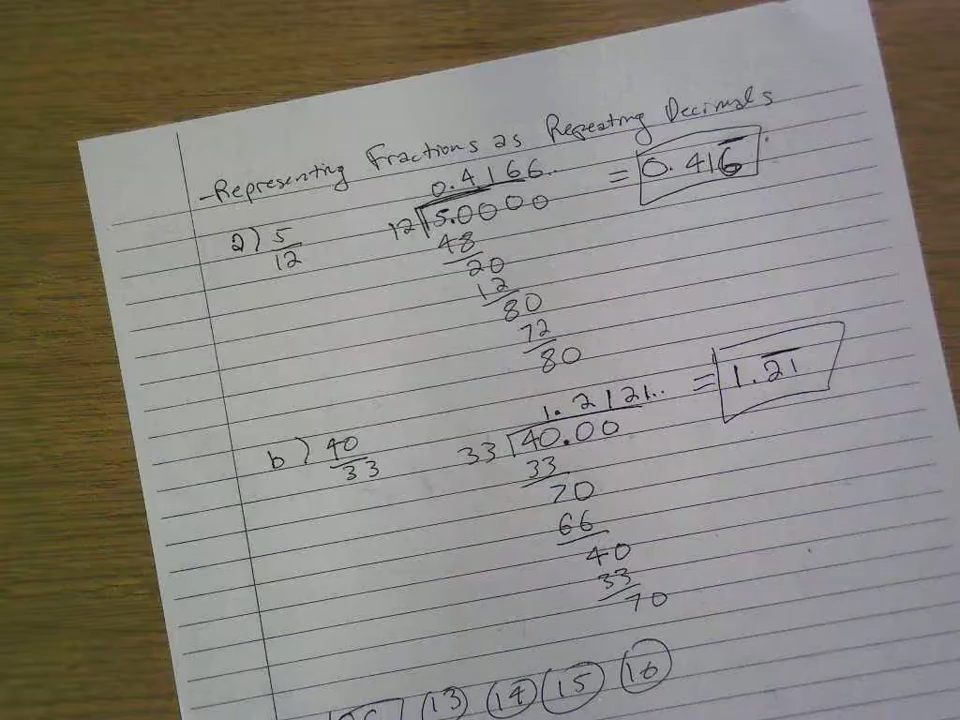 -Representing Fractions as Repeating Decimals
0.4166.. = 0.416̅
a) 5/12 12 5.0000
48
20
12
80
72
80
1.2121.. = 1.2̅1̅
b) 40/33 33 40.00
33
70
66
40
33
70
13 14 15 16